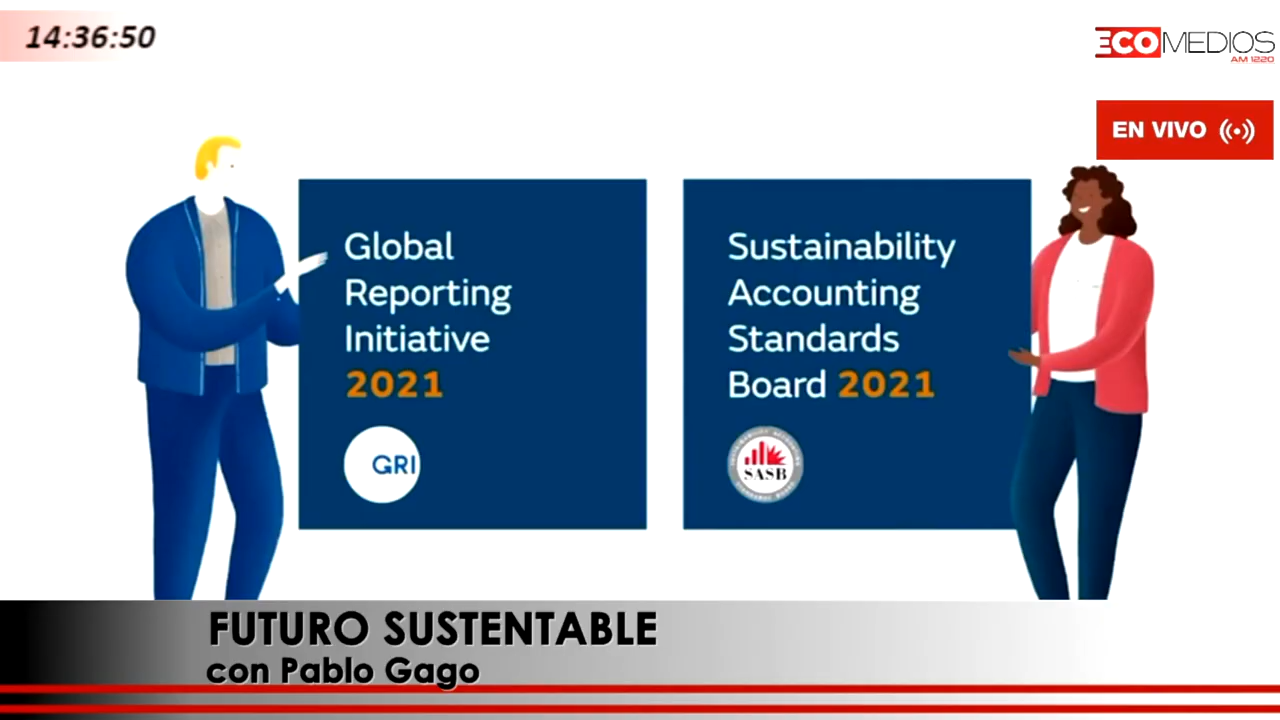 14:36:50
ECOMEDIOS
AM 1220
EN VIVO
Global
Reporting
Initiative
2021
GRI
Sustainability
Accounting
Standards
Board 2021
SASB
FUTURO SUSTENTABLE
con Pablo Gago